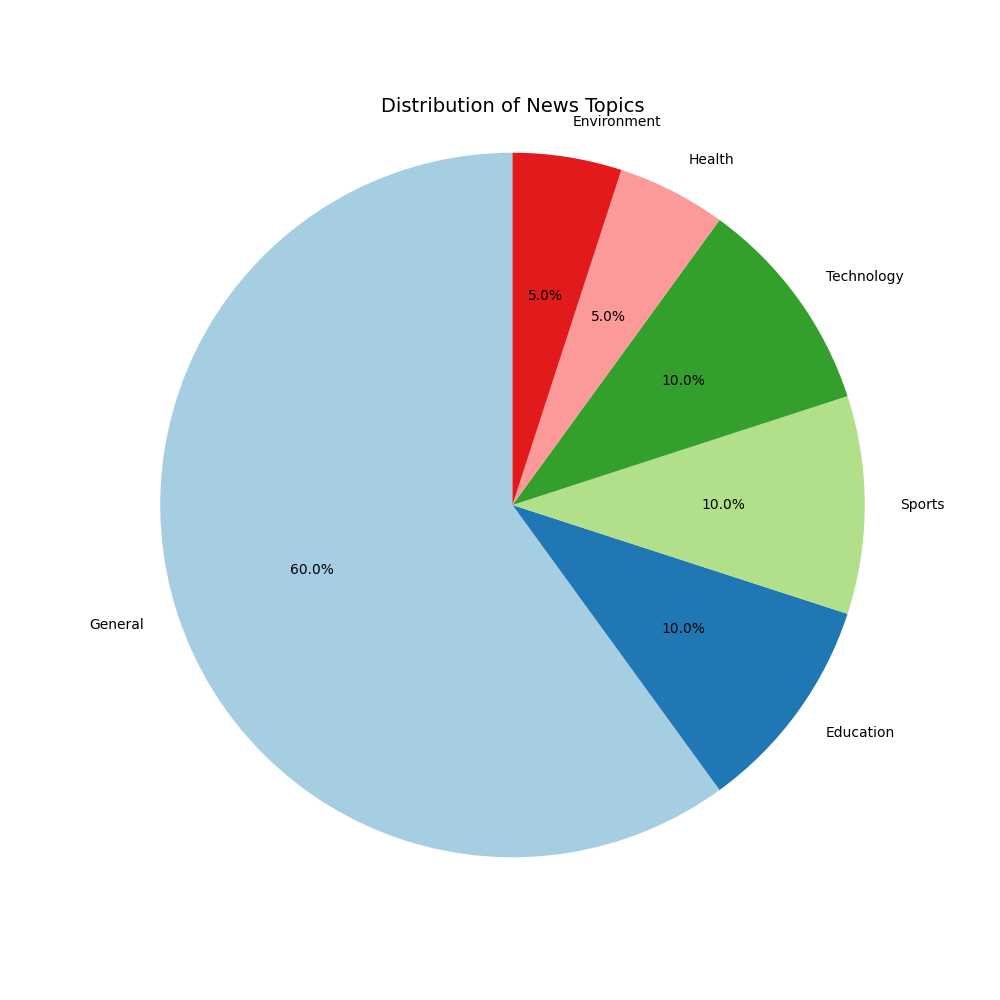 Distribution of News Topics
Environment
Health
Technology
5.0%
5.0%
10.0%
10.0%
Sports
60.0%
General
10.0%
Education